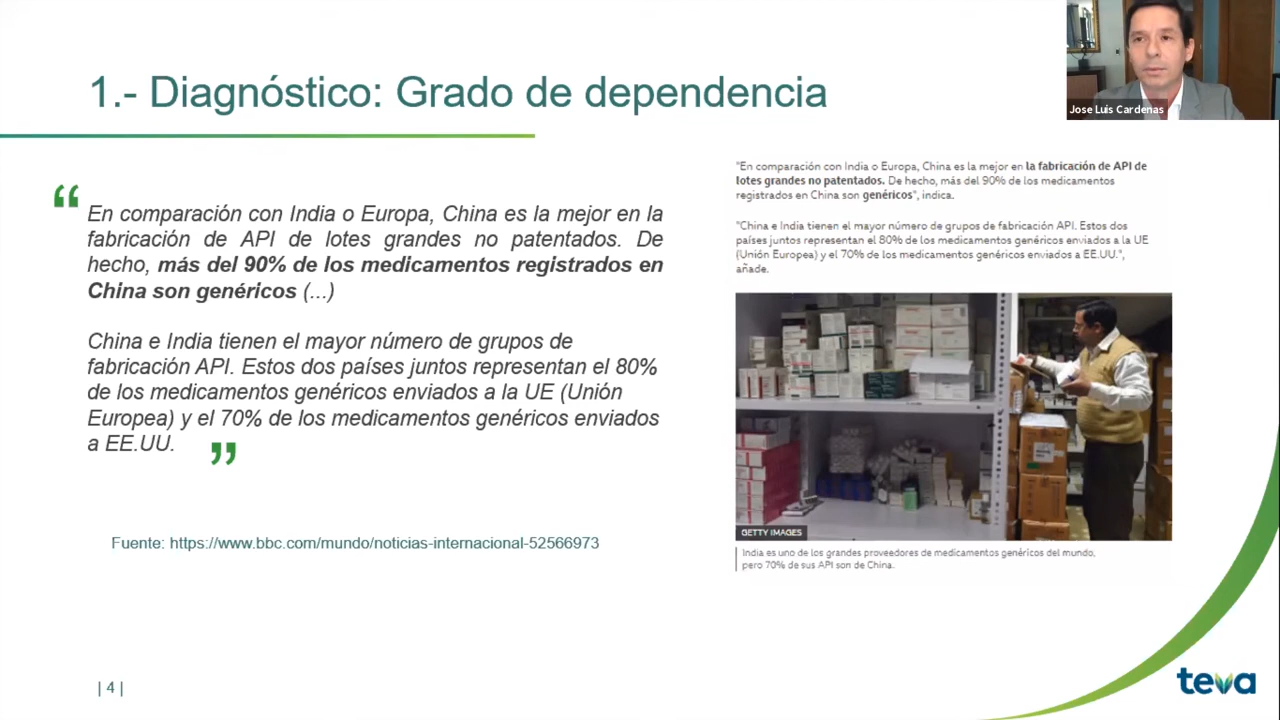 1.- Diagnóstico: Grado de dependencia
Jose Luis Cardenas
“
En comparación con India o Europa, China es la mejor en la
fabricación de API de lotes grandes no patentados. De
hecho, más del 90% de los medicamentos registrados en
China son genéricos (...)
China e India tienen el mayor número de grupos de
fabricación API. Estos dos países juntos representan el 80%
de los medicamentos genéricos enviados a la UE (Unión
Europea) y el 70% de los medicamentos genéricos enviados
a EE.UU.
”
Fuente: https://www.bbc.com/mundo/noticias-internacional-52566973
"En comparación con India o Europa, China es la mejor en la fabricación de API de
lotes grandes no patentados. De hecho, más del 90% de los medicamentos
registrados en China son genéricos", indica.
"China e India tienen el mayor número de grupos de fabricación API. Estos dos
países juntos representan el 80% de los medicamentos genéricos enviados a la UE
(Unión Europea) y el 70% de los medicamentos genéricos enviados a EE.UU.",
añade.
GETTY IMAGES
India es uno de los grandes proveedores de medicamentos genéricos del mundo,
pero 70% de sus API son de China.
| 4 |
teva